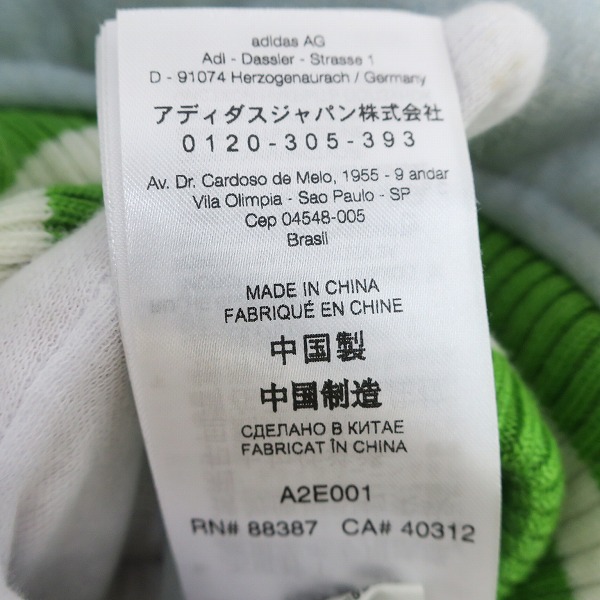 adidas AG
Adi - Dassler - Strasse 1
D - 91074 Herzogenaurach / Germany
アディダスジャパン株式会社
0120-305-393
Av. Dr. Cardoso de Melo, 1955 - 9 andar
Vila Olimpia - Sao Paulo - SP
Cep 04548-005
Brasil
MADE IN CHINA
FABRIQUÉ EN CHINE
中国製
中国制造
СДЕЛАНО В КИТАЕ
FABRICAT ÎN CHINA
A2E001
RN# 88387 CA# 40312